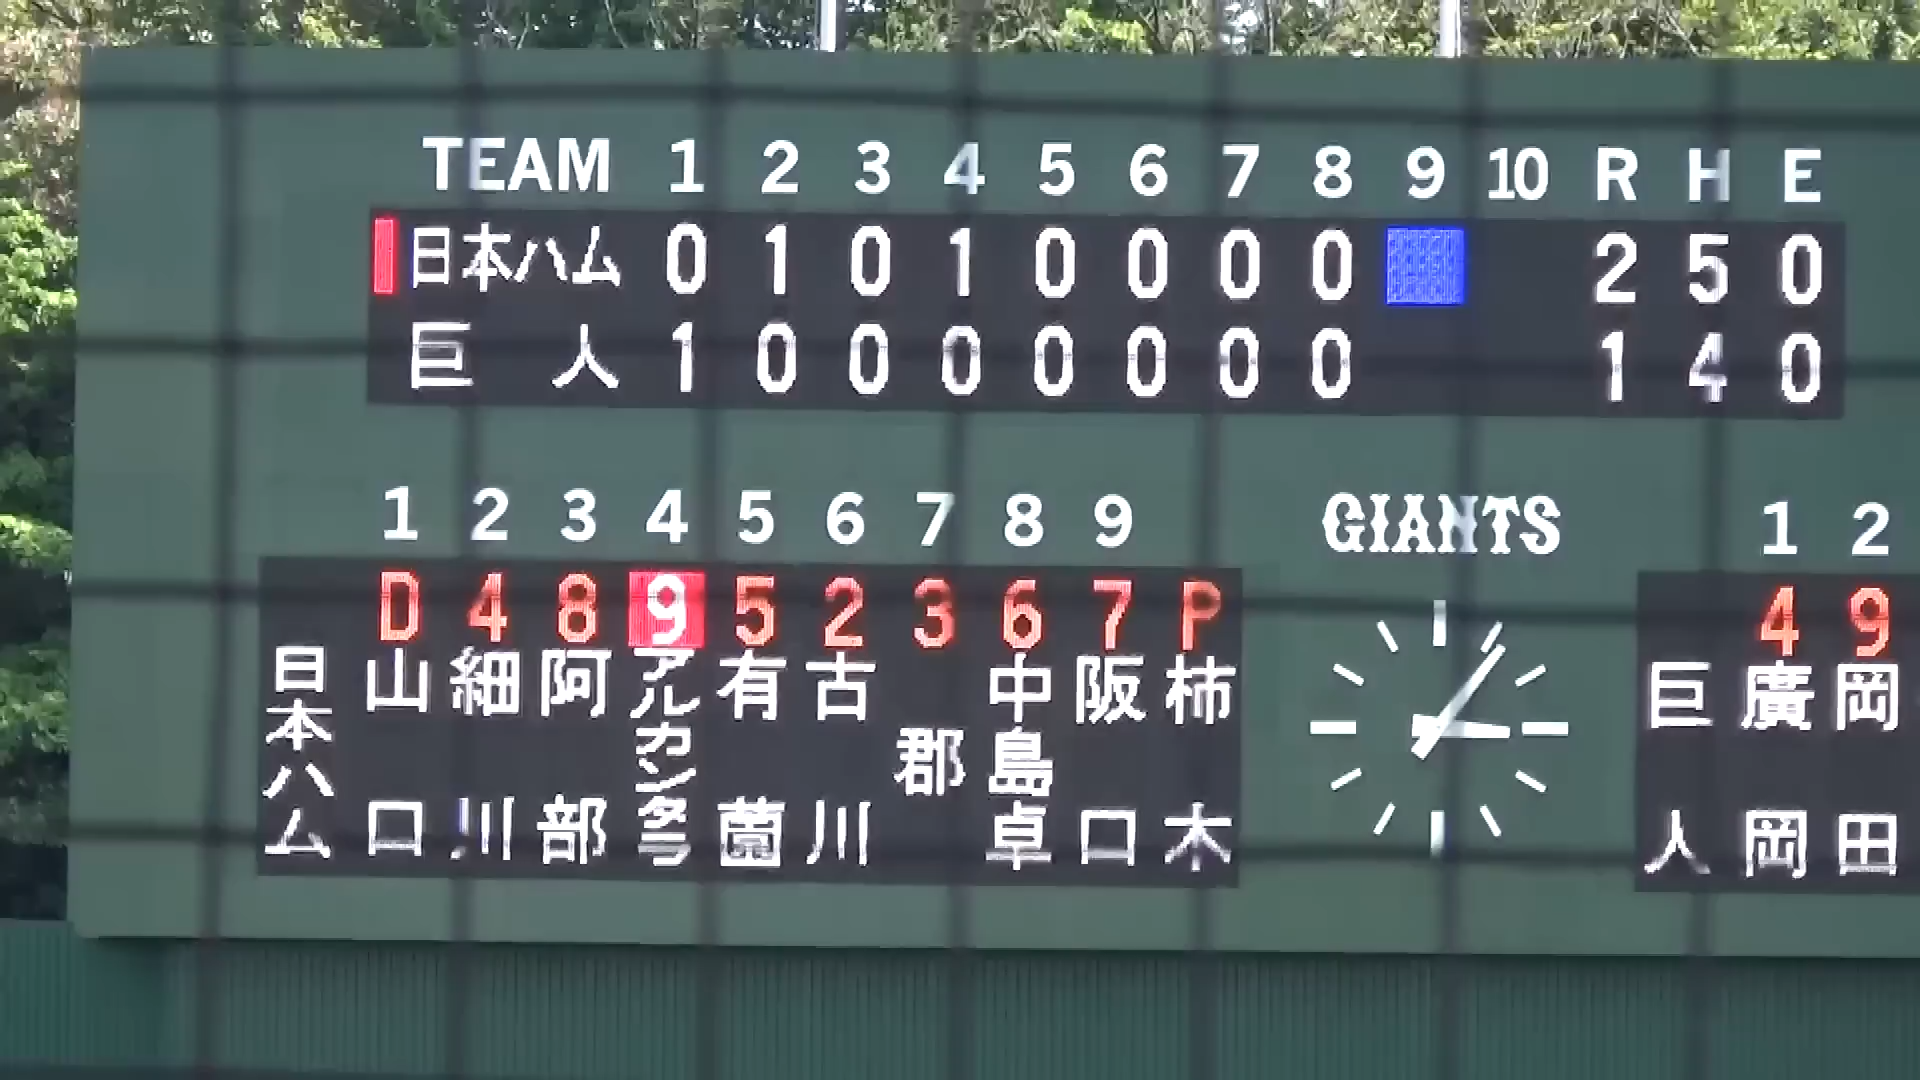 TEAM 1 2 3 4 5 6 7 8 9 10 R H E
日本ハム 0 1 0 1 0 0 0 0 2 5 0
巨人 1 0 0 0 0 0 0 0 1 4 0
1 2 3 4 5 6 7 8 9 GIANTS 1 2
D 4 8 9 5 2 3 6 7 P 4 9
日本ハム
山口
細川
阿部
アルカンタラ
有薗
古川
郡
中島卓
阪口
柿木
巨人
廣岡
岡田